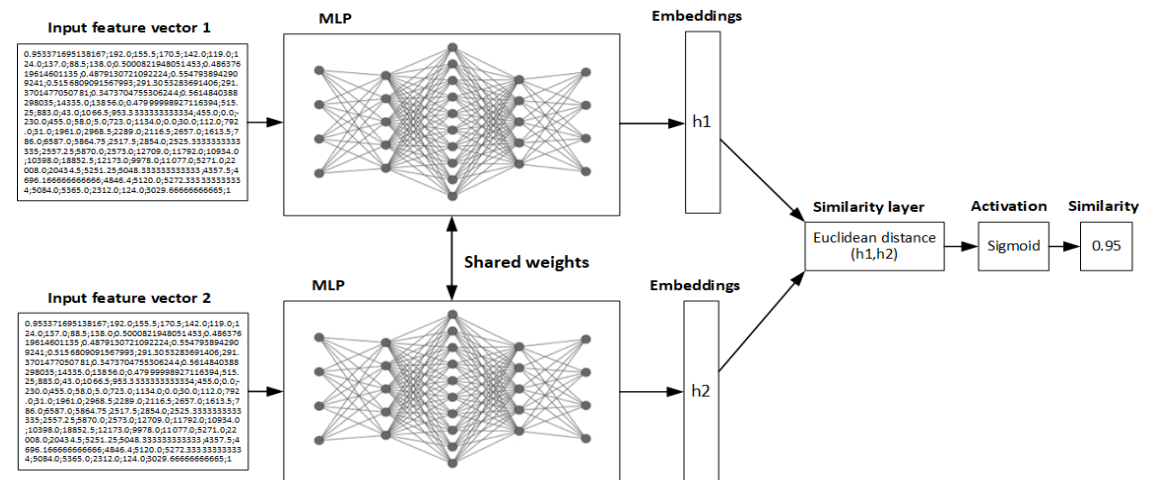 Input feature vector 1
0.953371695138167;192.0;155.5;170.5;142.0;119.0;1
24.0;137.0;88.5;138.0;0.5000821948051453;0.486376
19614601135;0.4879130721092224;0.554793894290
9241;0.5156809091567993;291.3053283691406;291.
3701477050781;0.3473704755306244;0.5614840388
298035;14335.0;13856.0;0.47999998927116394;515.
25;883.0;43.0;1066.5;953.3333333333334;455.0;0.0;-
230.0;455.0;58.0;5.0;723.0;1134.0;0.0;30.0;112.0;792
.0;31.0;1961.0;2968.5;2289.0;2116.5;2657.0;1613.5;7
86.0;6587.0;5864.75;2517.5;2854.0;2525.3333333333
335;2557.25;5870.0;2573.0;12709.0;11792.0;10934.0
;10398.0;18852.5;12173.0;9978.0;11077.0;5271.0;22
008.0;20434.5;5251.25;5048.333333333333;4357.5;4
696.166666666666;4846.4;5120.0;5272.333333333333
4;5084.0;5365.0;2312.0;124.0;3029.66666666665;1
MLP
Embeddings
h1
Shared weights
Similarity layer
Euclidean distance
(h1,h2)
Activation
Sigmoid
Similarity
0.95
Input feature vector 2
0.953371695138167;192.0;155.5;170.5;142.0;119.0;1
24.0;137.0;88.5;138.0;0.5000821948051453;0.486376
19614601135;0.4879130721092224;0.554793894290
9241;0.5156809091567993;291.3053283691406;291.
3701477050781;0.3473704755306244;0.5614840388
298035;14335.0;13856.0;0.47999998927116394;515.
25;883.0;43.0;1066.5;953.3333333333334;455.0;0.0;-
230.0;455.0;58.0;5.0;723.0;1134.0;0.0;30.0;112.0;792
.0;31.0;1961.0;2968.5;2289.0;2116.5;2657.0;1613.5;7
86.0;6587.0;5864.75;2517.5;2854.0;2525.3333333333
335;2557.25;5870.0;2573.0;12709.0;11792.0;10934.0
;10398.0;18852.5;12173.0;9978.0;11077.0;5271.0;22
008.0;20434.5;5251.25;5048.333333333333;4357.5;4
696.166666666666;4846.4;5120.0;5272.333333333333
4;5084.0;5365.0;2312.0;124.0;3029.66666666665;1
MLP
Embeddings
h2